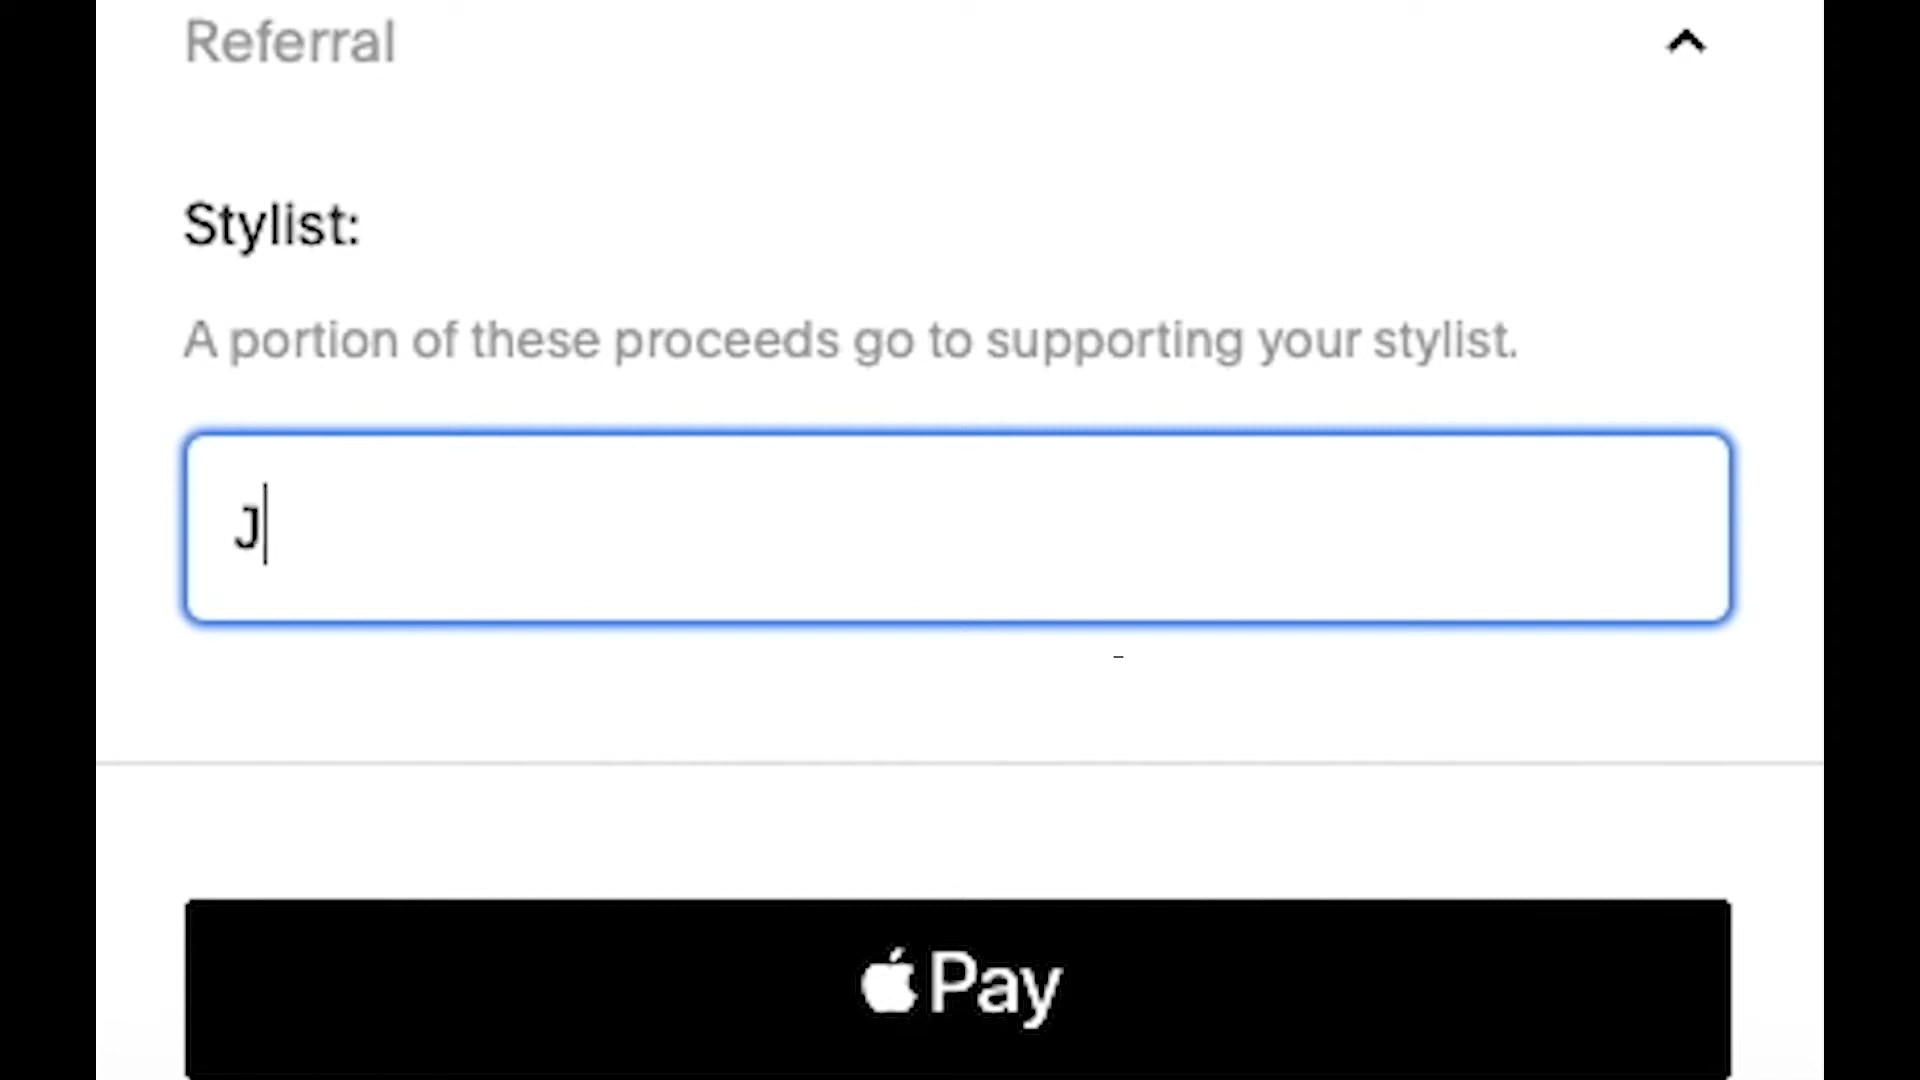 Referral
Stylist:
A portion of these proceeds go to supporting your stylist.
J
Pay